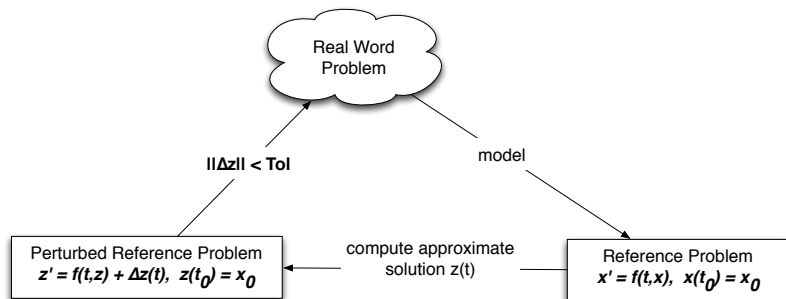 Real Word
Problem
model
||Δz|| < Tol
Perturbed Reference Problem
z' = f(t,z) + Δz(t), z(t₀) = x₀
compute approximate
solution z(t)
Reference Problem
x' = f(t,x), x(t₀) = x₀